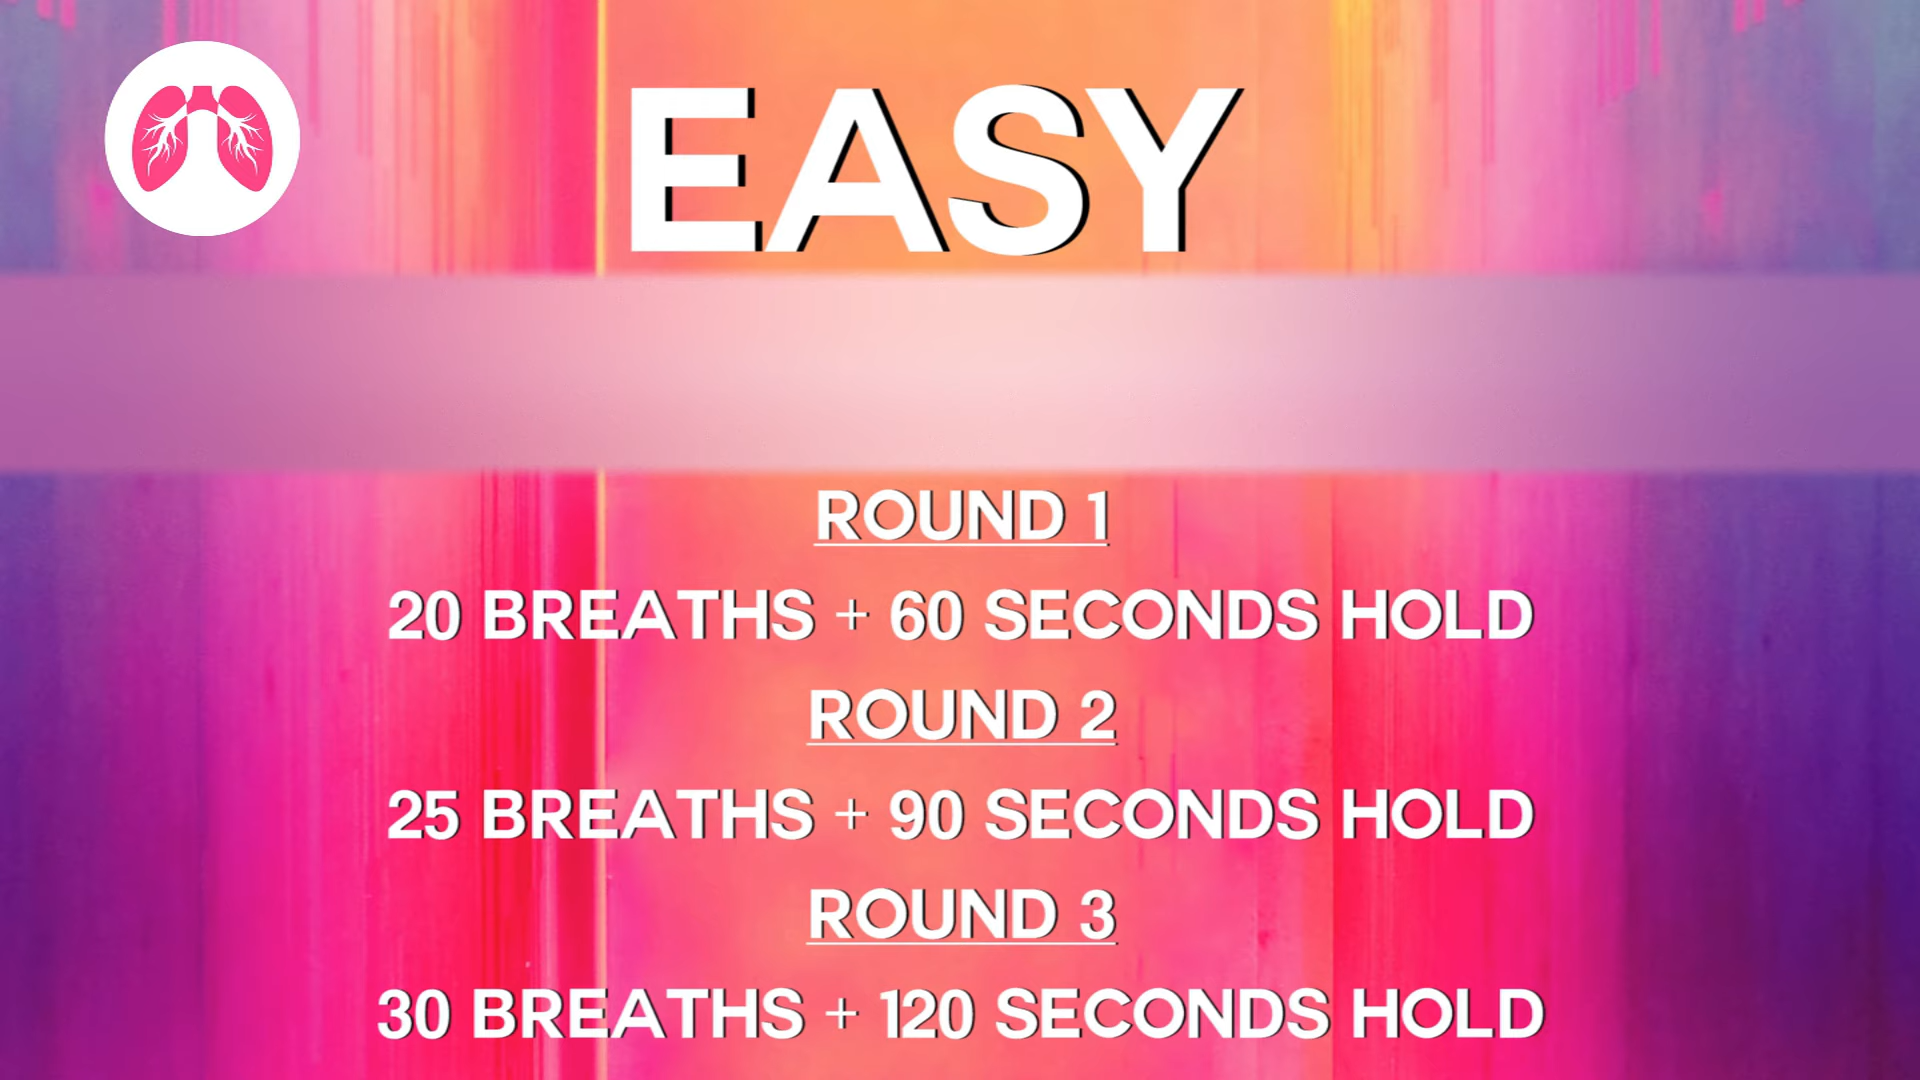 EASY
ROUND 1
20 BREATHS + 60 SECONDS HOLD
ROUND 2
25 BREATHS + 90 SECONDS HOLD
ROUND 3
30 BREATHS + 120 SECONDS HOLD